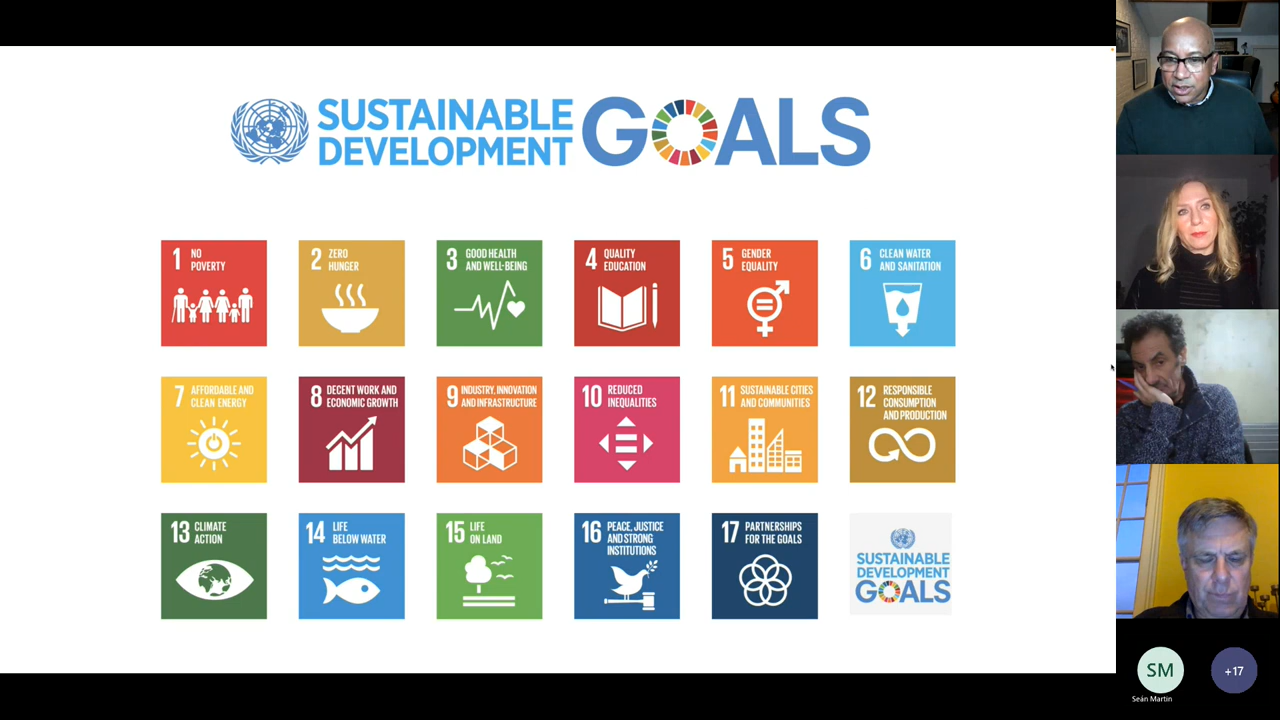 SUSTAINABLE
DEVELOPMENT
GOALS
1 NO
POVERTY
2 ZERO
HUNGER
3 GOOD HEALTH
AND WELL-BEING
4 QUALITY
EDUCATION
5 GENDER
EQUALITY
6 CLEAN WATER
AND SANITATION
7 AFFORDABLE AND
CLEAN ENERGY
8 DECENT WORK AND
ECONOMIC GROWTH
9 INDUSTRY, INNOVATION
AND INFRASTRUCTURE
10 REDUCED
INEQUALITIES
11 SUSTAINABLE CITIES
AND COMMUNITIES
12 RESPONSIBLE
CONSUMPTION
AND PRODUCTION
13 CLIMATE
ACTION
14 LIFE
BELOW WATER
15 LIFE
ON LAND
16 PEACE, JUSTICE
AND STRONG
INSTITUTIONS
17 PARTNERSHIPS
FOR THE GOALS
SUSTAINABLE
DEVELOPMENT
GOALS
SM
Seán Martin
+17